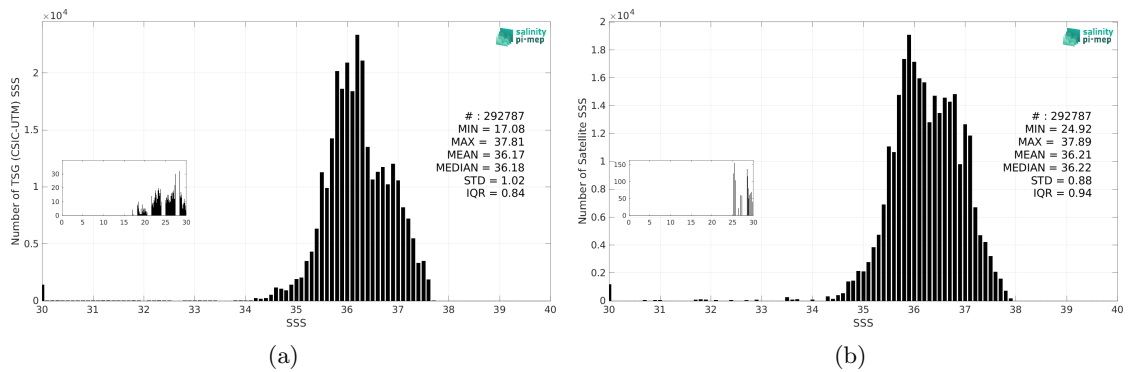 ×10⁴
salinity
pi-mep
Number of TSG (CSIC-UTM) SSS
2
1.5
1
0.5
0
# : 292787
MIN = 17.08
MAX = 37.81
MEAN = 36.17
MEDIAN = 36.18
STD = 1.02
IQR = 0.84
30
20
10
0
0 5 10 15 20 25 30
30 31 32 33 34 35 36 37 38 39 40
SSS
(a)
×10⁴
salinity
pi-mep
Number of Satellite SSS
2
1.8
1.6
1.4
1.2
1
0.8
0.6
0.4
0.2
0
# : 292787
MIN = 24.92
MAX = 37.89
MEAN = 36.21
MEDIAN = 36.22
STD = 0.88
IQR = 0.94
150
100
50
0
0 5 10 15 20 25 30
30 31 32 33 34 35 36 37 38 39 40
SSS
(b)